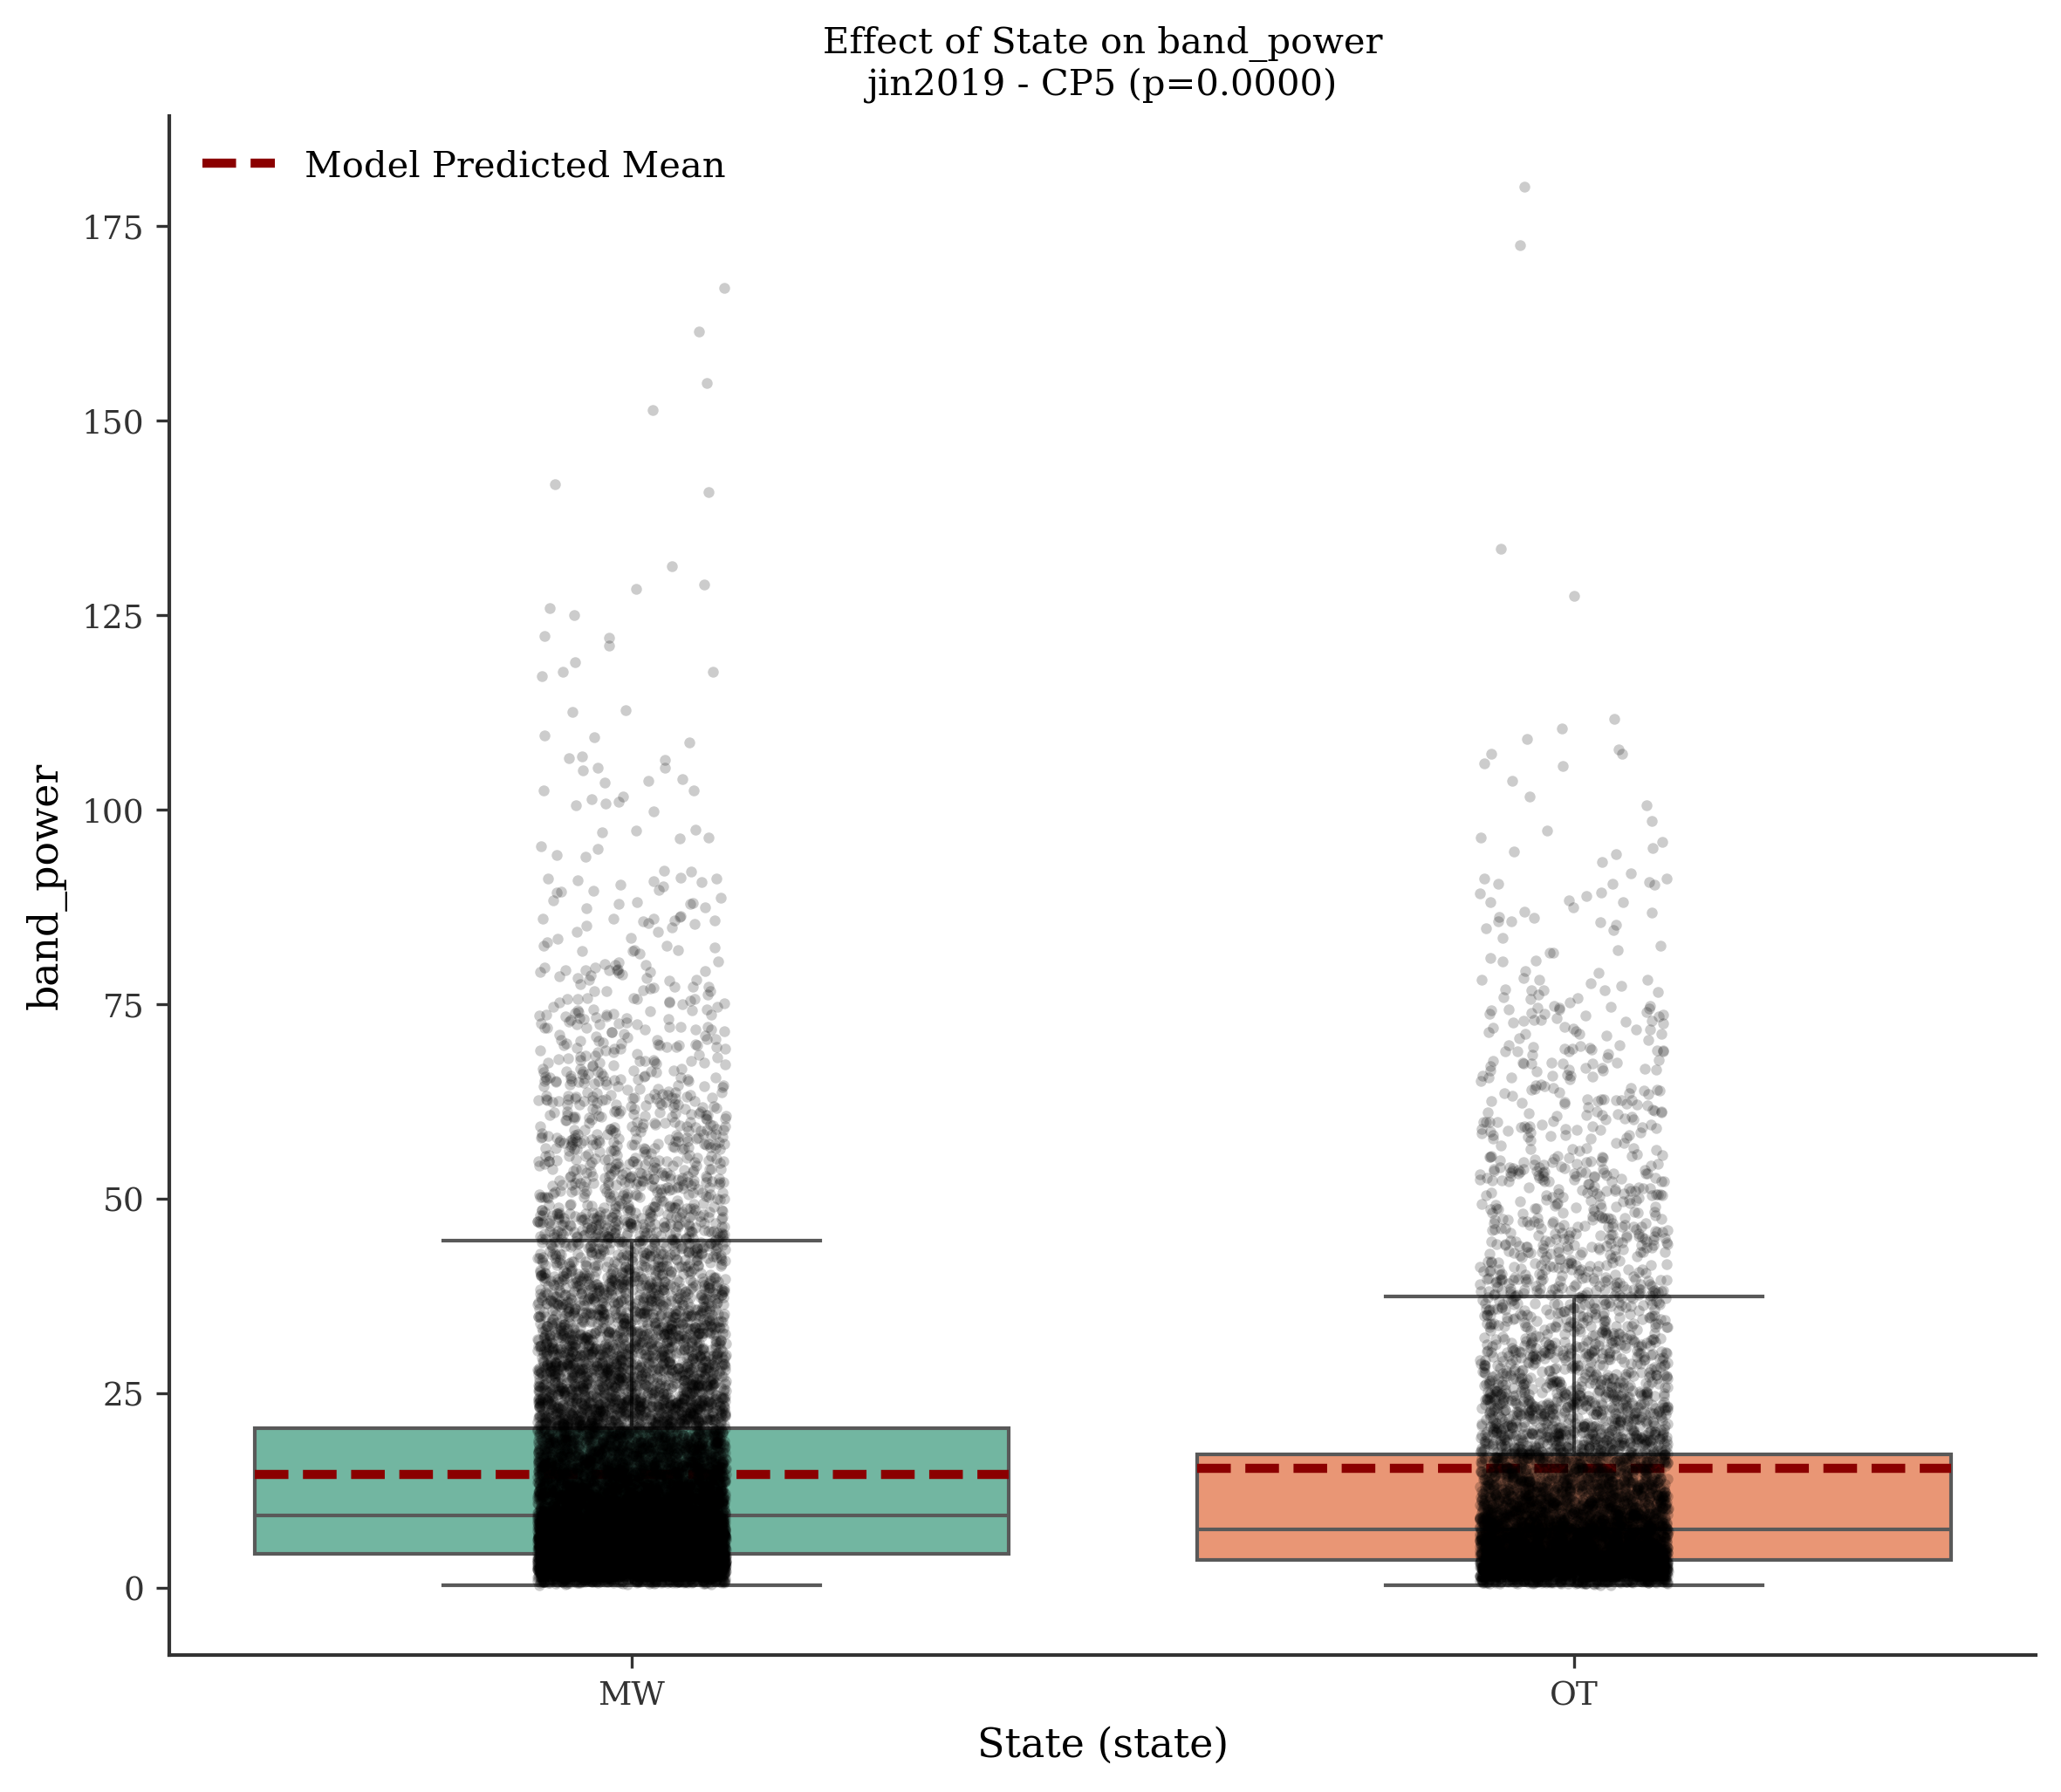 Effect of State on band_power
jin2019 - CP5 (p=0.0000)
Model Predicted Mean
175
150
125
100
75
50
25
0
band_power
MW
OT
State (state)